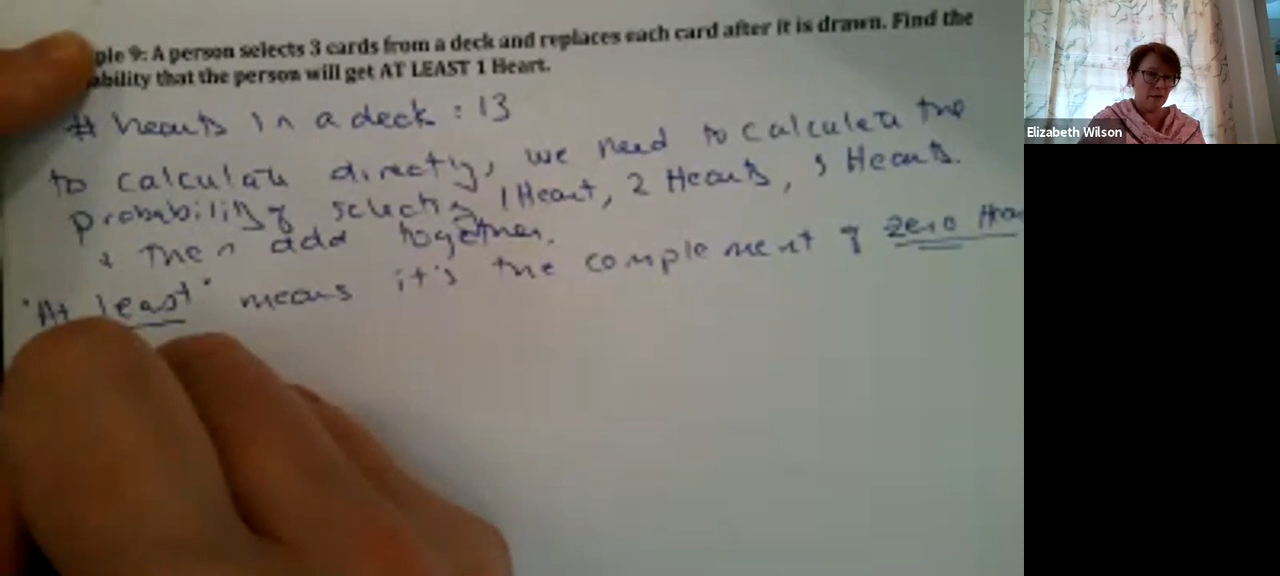 ple 9: A person selects 3 cards from a deck and replaces each card after it is drawn. Find the
ability that the person will get AT LEAST 1 Heart.
# hearts in a deck : 13
to calculate directly, we need to calculate the
probability of selecting 1 Heart, 2 Hearts, 3 Hearts.
& then add together.
"At least" means it's the complement of zero Hea
Elizabeth Wilson